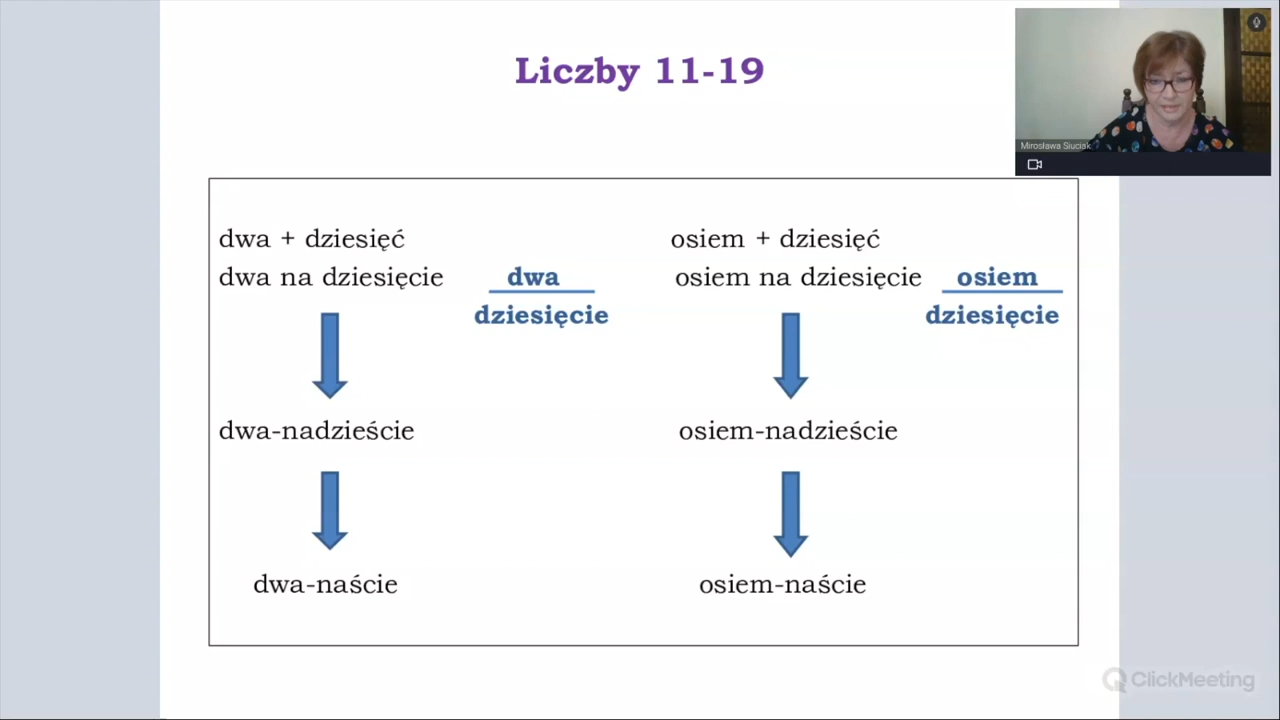 Liczby 11-19
Mirosława Siuciak
dwa + dziesięć
dwa na dziesięcie
dwa
dziesięcie
dwa-nadzieście
dwa-naście
osiem + dziesięć
osiem na dziesięcie
osiem
dziesięcie
osiem-nadzieście
osiem-naście
ClickMeeting